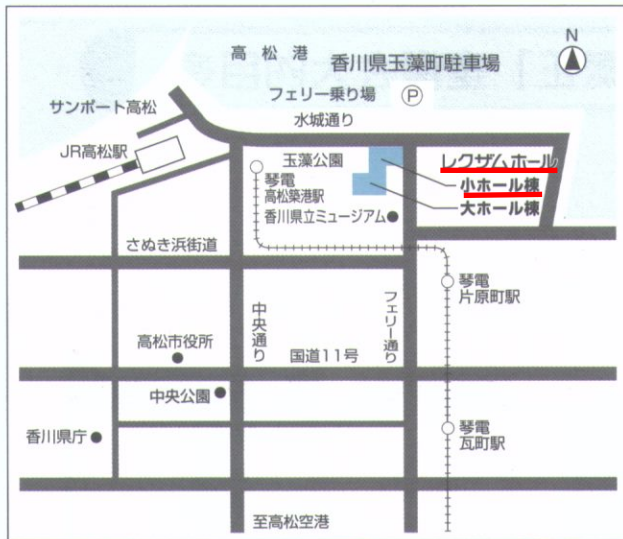 高松港
香川県玉藻町駐車場
N
フェリー乗り場
P
サンポート高松
水城通り
JR高松駅
玉藻公園
レクザムホール
小ホール棟
大ホール棟
琴電
高松築港駅
香川県立ミュージアム
さぬき浜街道
琴電
片原町駅
中央通り
フェリー通り
高松市役所
国道11号
中央公園
香川県庁
琴電
瓦町駅
至高松空港